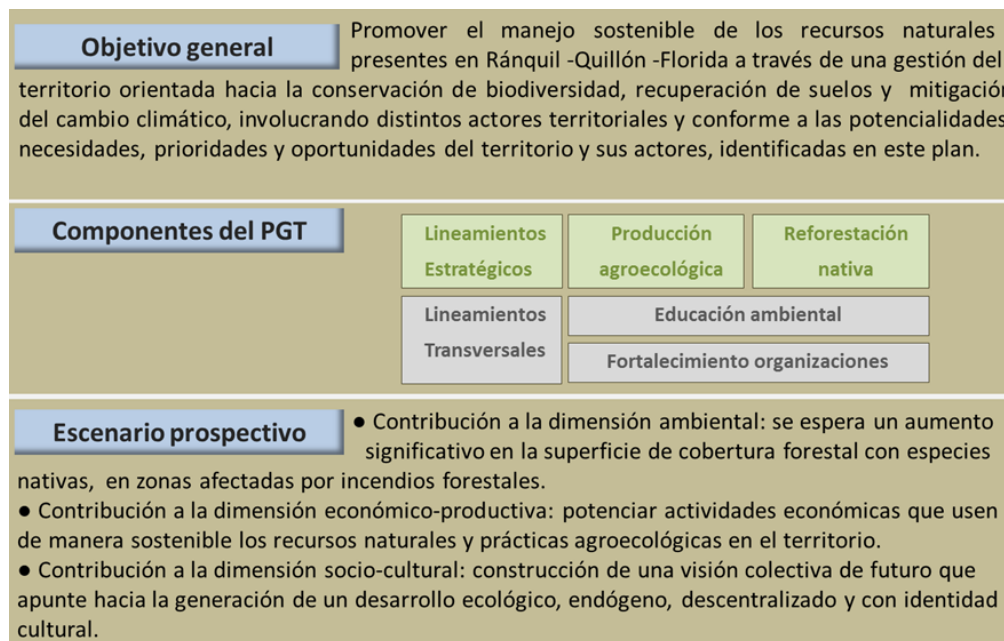 Objetivo general
Promover el manejo sostenible de los recursos naturales
presentes en Ránquil -Quillón -Florida a través de una gestión del
territorio orientada hacia la conservación de biodiversidad, recuperación de suelos y mitigación
del cambio climático, involucrando distintos actores territoriales y conforme a las potencialidades
necesidades, prioridades y oportunidades del territorio y sus actores, identificadas en este plan.
Componentes del PGT
Lineamientos
Estratégicos
Producción
agroecológica
Reforestación
nativa
Lineamientos
Transversales
Educación ambiental
Fortalecimiento organizaciones
Escenario prospectivo
● Contribución a la dimensión ambiental: se espera un aumento
significativo en la superficie de cobertura forestal con especies
nativas, en zonas afectadas por incendios forestales.
● Contribución a la dimensión económico-productiva: potenciar actividades económicas que usen
de manera sostenible los recursos naturales y prácticas agroecológicas en el territorio.
● Contribución a la dimensión socio-cultural: construcción de una visión colectiva de futuro que
apunte hacia la generación de un desarrollo ecológico, endógeno, descentralizado y con identidad
cultural.